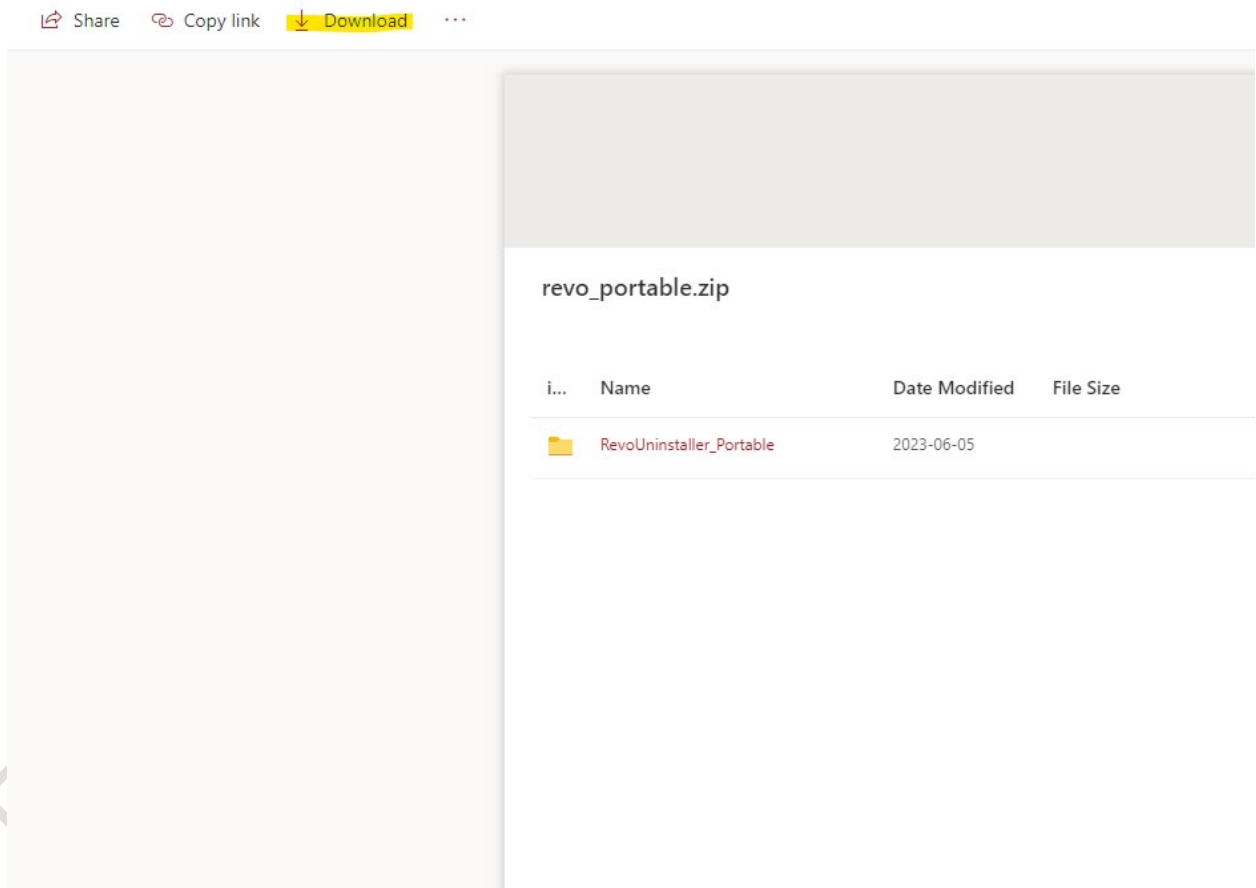 Share Copy link Download ...
revo_portable.zip
i... Name Date Modified File Size
RevoUninstaller_Portable 2023-06-05